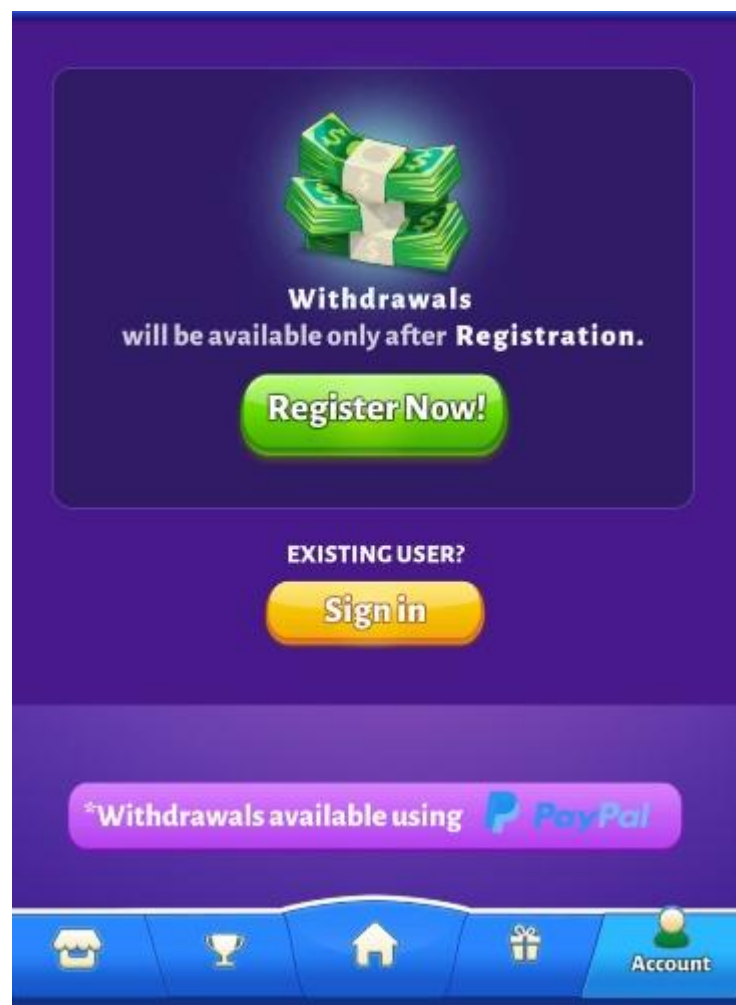 Withdrawals
will be available only after Registration.
Register Now!
EXISTING USER?
Sign in
*Withdrawals available using PayPal
Account